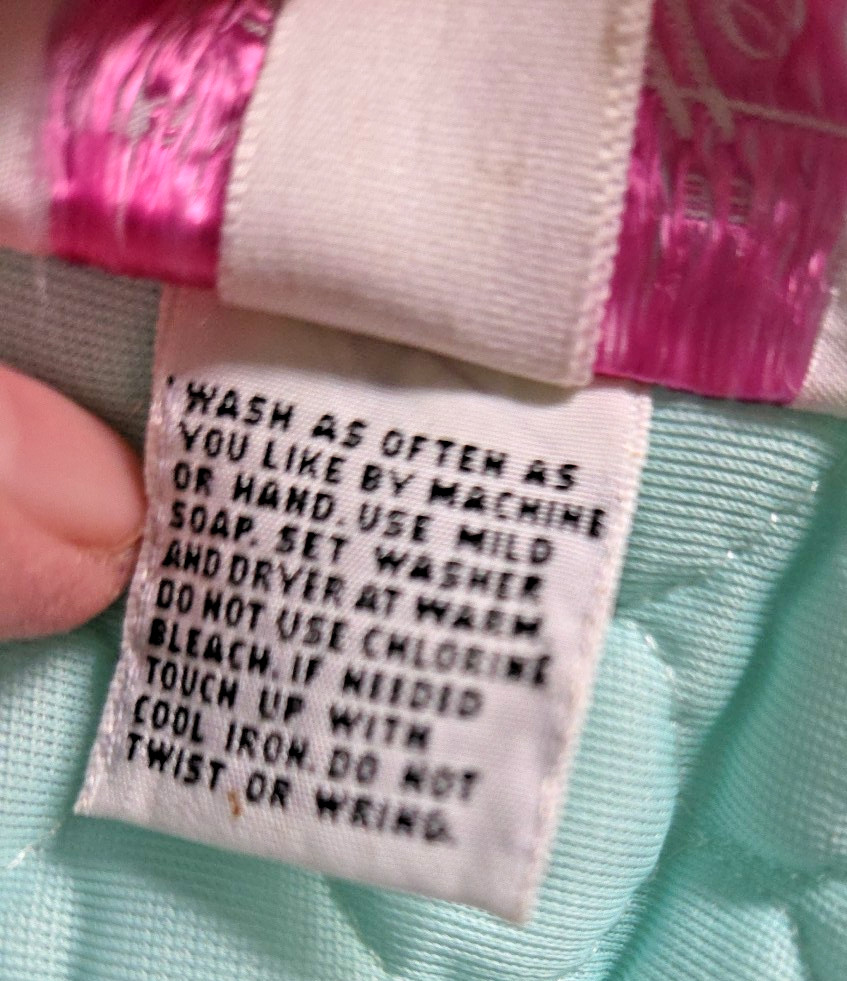 WASH AS OFTEN AS
YOU LIKE BY MACHINE
OR HAND. USE MILD
SOAP. SET WASHER
AND DRYER AT WARM.
DO NOT USE CHLORINE
BLEACH. IF NEEDED
TOUCH UP WITH
COOL IRON. DO NOT
TWIST OR WRING.